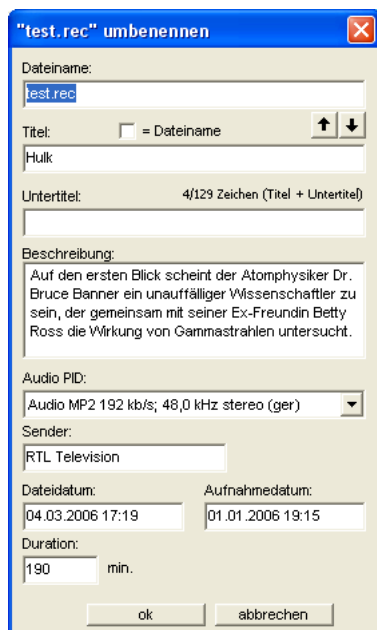 "test.rec" umbenennen
Dateiname:
test.rec
Titel: = Dateiname
Hulk
Untertitel: 4/129 Zeichen (Titel + Untertitel)
Beschreibung:
Auf den ersten Blick scheint der Atomphysiker Dr.
Bruce Banner ein unauffälliger Wissenschaftler zu
sein, der gemeinsam mit seiner Ex-Freundin Betty
Ross die Wirkung von Gammastrahlen untersucht.
Audio PID:
Audio MP2 192 kb/s; 48,0 kHz stereo (ger)
Sender:
RTL Television
Dateidatum: Aufnahmedatum:
04.03.2006 17:19 01.01.2006 19:15
Duration:
190 min.
ok abbrechen